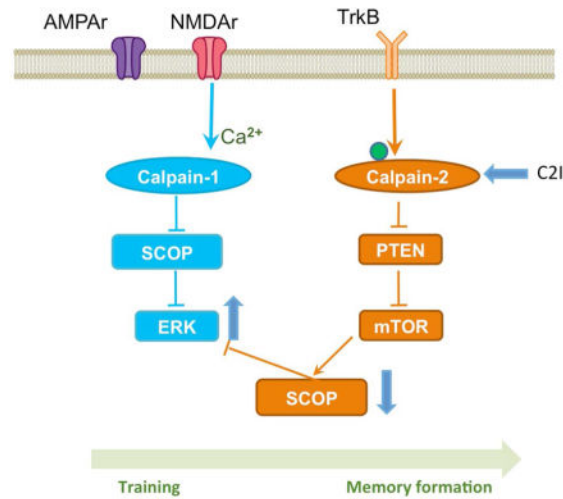 AMPAr NMDAr TrkB
Ca²⁺
Calpain-1 Calpain-2 C2I
SCOP PTEN
ERK mTOR
SCOP
Training Memory formation